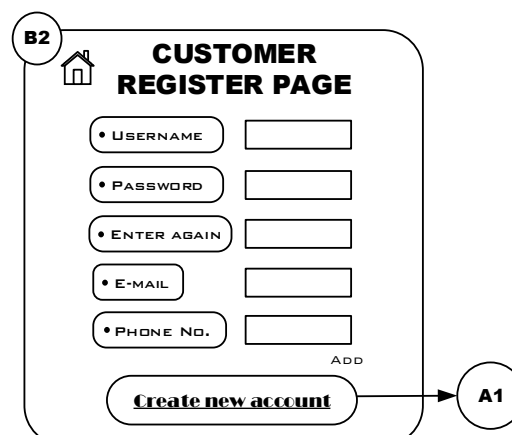 B2
CUSTOMER
REGISTER PAGE
• USERNAME
• PASSWORD
• ENTER AGAIN
• E-MAIL
• PHONE NO.
ADD
Create new account
A1